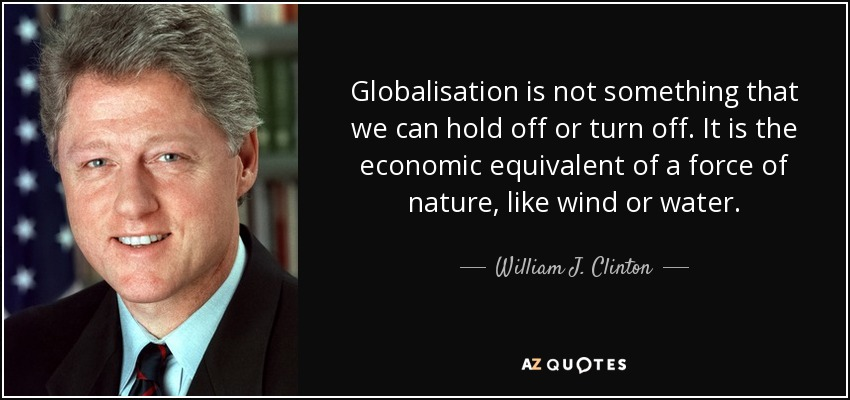 Globalisation is not something that
we can hold off or turn off. It is the
economic equivalent of a force of
nature, like wind or water.
William J. Clinton
AZ QUOTES